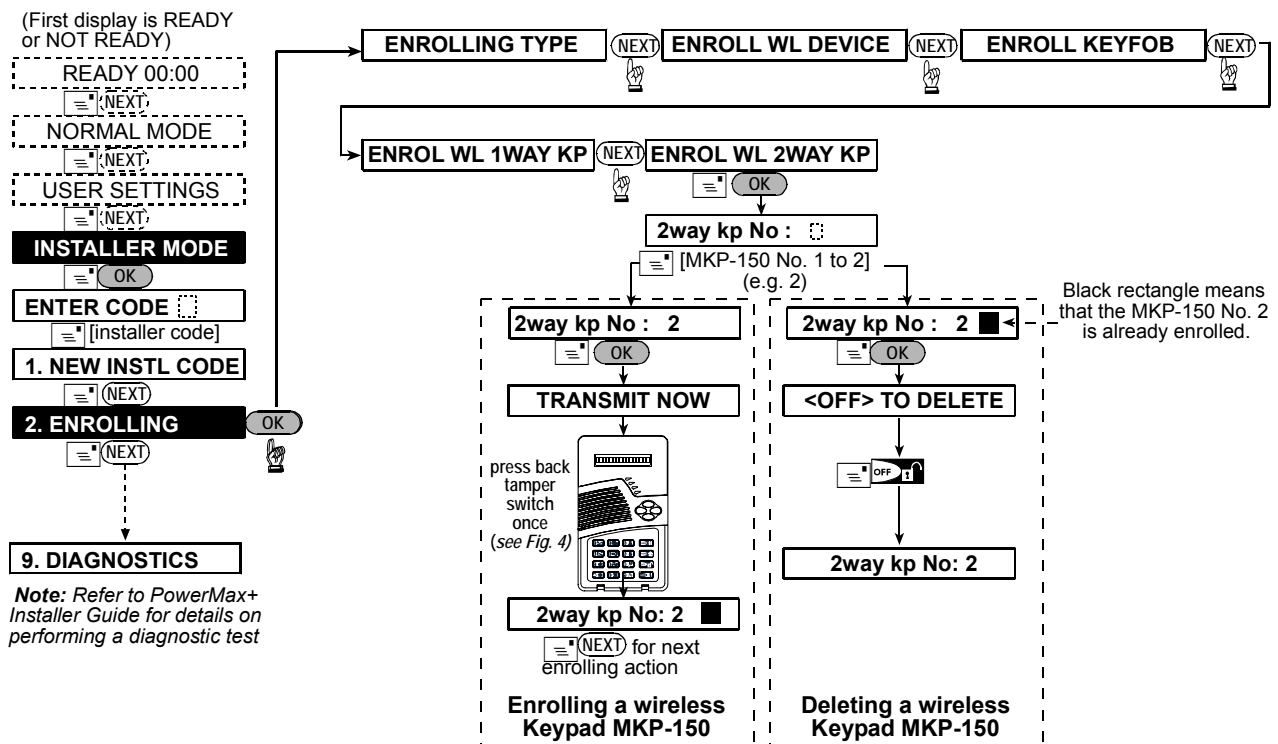 (First display is READY
or NOT READY)
READY 00:00
NEXT
NORMAL MODE
NEXT
USER SETTINGS
NEXT
INSTALLER MODE
OK
ENTER CODE
[installer code]
1. NEW INSTL CODE
NEXT
2. ENROLLING
OK
NEXT
9. DIAGNOSTICS
Note: Refer to PowerMax+
Installer Guide for details on
performing a diagnostic test
ENROLLING TYPE
NEXT
ENROLL WL DEVICE
NEXT
ENROLL KEYFOB
NEXT
ENROL WL 1WAY KP
NEXT
ENROL WL 2WAY KP
OK
2way kp No :
[MKP-150 No. 1 to 2]
(e.g. 2)
2way kp No : 2
OK
TRANSMIT NOW
press back
tamper
switch
once
(see Fig. 4)
2way kp No: 2
NEXT for next
enrolling action
Enrolling a wireless
Keypad MKP-150
2way kp No : 2
Black rectangle means
that the MKP-150 No. 2
is already enrolled.
OK
<OFF> TO DELETE
OFF
2way kp No: 2
Deleting a wireless
Keypad MKP-150